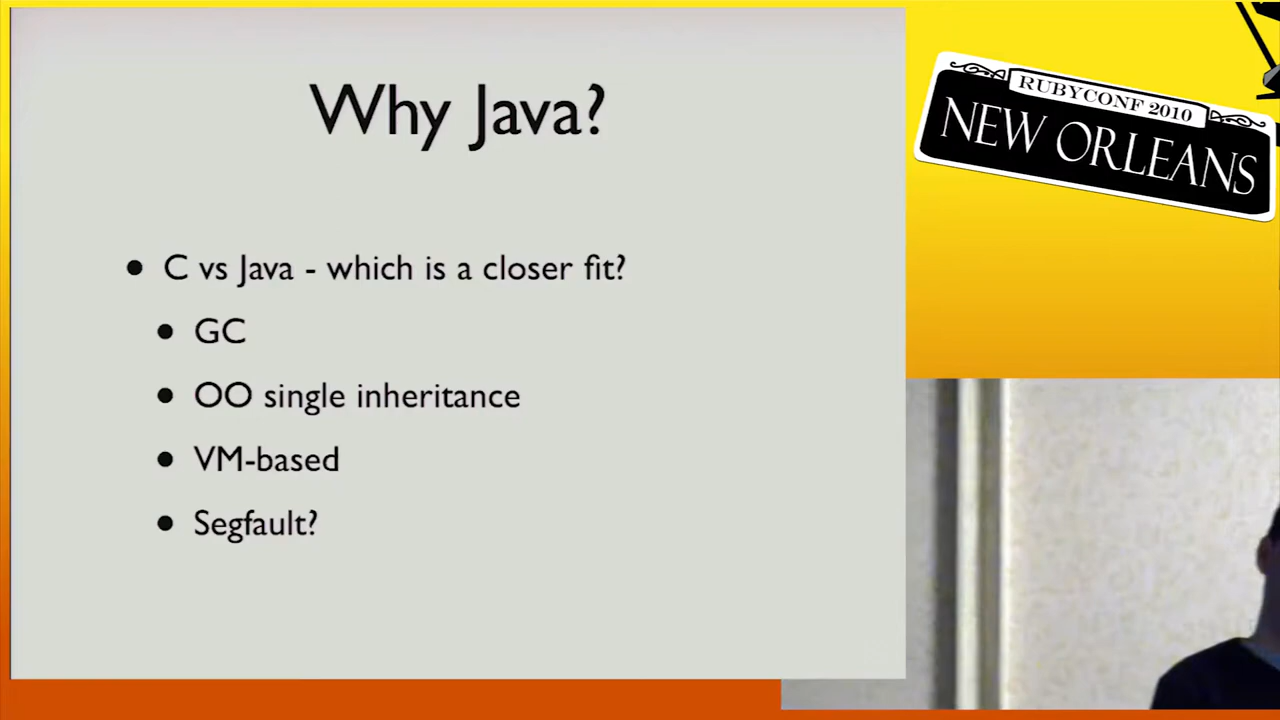 Why Java?
• C vs Java - which is a closer fit?
• GC
• OO single inheritance
• VM-based
• Segfault?
RUBYCONF 2010
NEW ORLEANS